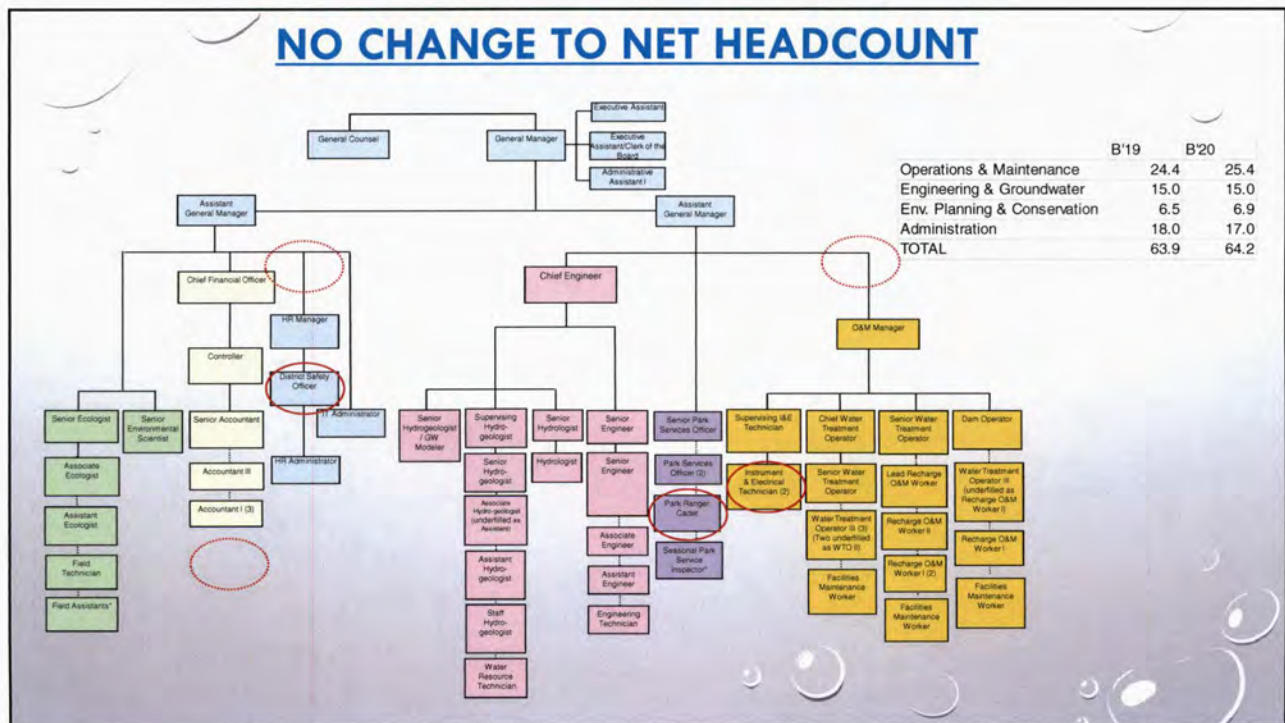 NO CHANGE TO NET HEADCOUNT
Executive Assistant
General Counsel
General Manager
Executive
Assistant/Clerk of the
Board
Administrative
Assistant I
B'19 B'20
Operations & Maintenance 24.4 25.4
Engineering & Groundwater 15.0 15.0
Env. Planning & Conservation 6.5 6.9
Administration 18.0 17.0
TOTAL 63.9 64.2
Assistant
General Manager
Assistant
General Manager
Chief Financial Officer
Chief Engineer
HR Manager
O&M Manager
Controller
District Safety
Officer
Senior Ecologist
Senior
Environmental
Scientist
Senior Accountant
IT Administrator
Associate
Ecologist
Accountant III
HR Administrator
Assistant
Ecologist
Accountant I (3)
Field
Technician
Field Assistants*
Senior
Hydrogeologist
/ GW
Modeler
Supervising
Hydro-
geologist
Senior
Hydrologist
Senior
Engineer
Senior
Hydro-
geologist
Hydrologist
Senior
Engineer
Associate
Hydro-geologist
(underfilled as
Assistant)
Associate
Engineer
Assistant
Hydro-
geologist
Assistant
Engineer
Staff
Hydro-
geologist
Engineering
Technician
Water
Resource
Technician
Senior Park
Services Officer
Park Services
Officer (2)
Park Ranger
Cadet
Seasonal Park
Service
Inspector*
Supervising I&E
Technician
Instrument
& Electrical
Technician (2)
Chief Water
Treatment
Operator
Senior Water
Treatment
Operator
Water Treatment
Operator III (3)
(Two underfilled
as WTO II)
Facilities
Maintenance
Worker
Senior Water
Treatment
Operator
Lead Recharge
O&M Worker
Recharge O&M
Worker II
Recharge O&M
Worker I (2)
Facilities
Maintenance
Worker
Dam Operator
Water Treatment
Operator III
(underfilled as
Recharge O&M
Worker I)
Recharge O&M
Worker I
Facilities
Maintenance
Worker